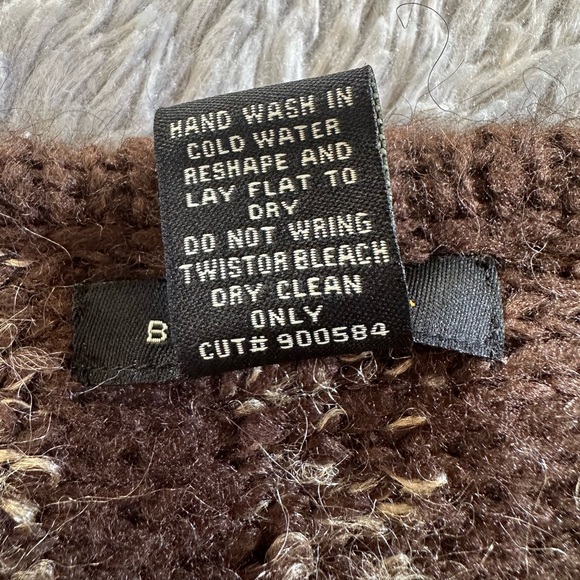 HAND WASH IN
COLD WATER
RESHAPE AND
LAY FLAT TO
DRY
DO NOT WRING
TWISTOR BLEACH
DRY CLEAN
ONLY
CUT# 900584
B